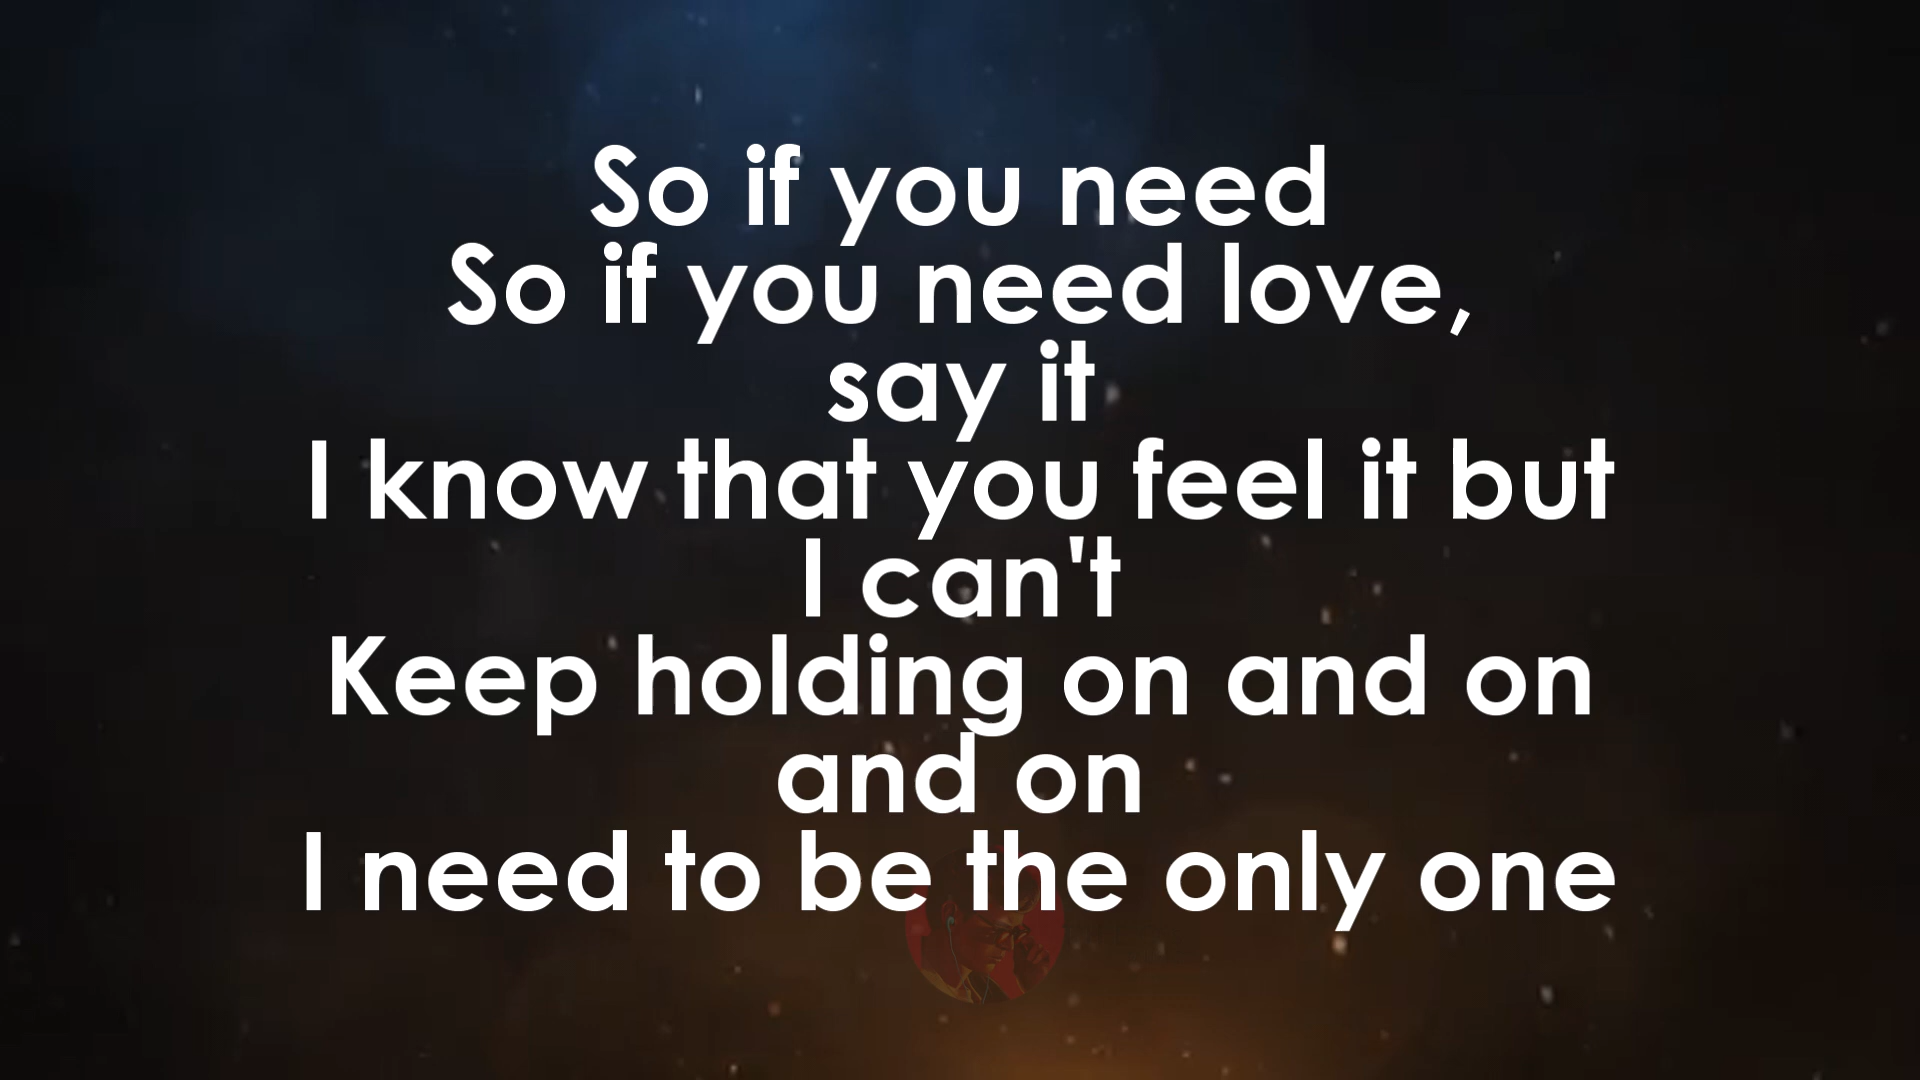 So if you need
So if you need love,
say it
I know that you feel it but
I can't
Keep holding on and on
and on
I need to be the only one